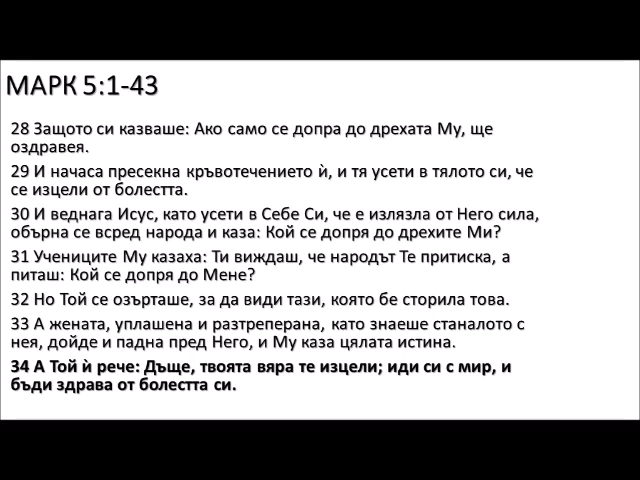 МАРК 5:1-43
28 Защото си казваше: Ако само се допра до дрехата Му, ще
оздравея.
29 И начаса пресекна кръвотечението ѝ, и тя усети в тялото си, че
се изцели от болестта.
30 И веднага Исус, като усети в Себе Си, че е излязла от Него сила,
обърна се всред народа и каза: Кой се допря до дрехите Ми?
31 Учениците Му казаха: Ти виждаш, че народът Те притиска, а
питаш: Кой се допря до Мене?
32 Но Той се озърташе, за да види тази, която бе сторила това.
33 А жената, уплашена и разтреперана, като знаеше станалото с
нея, дойде и падна пред Него, и Му каза цялата истина.
34 А Той ѝ рече: Дъще, твоята вяра те изцели; иди си с мир, и
бъди здрава от болестта си.